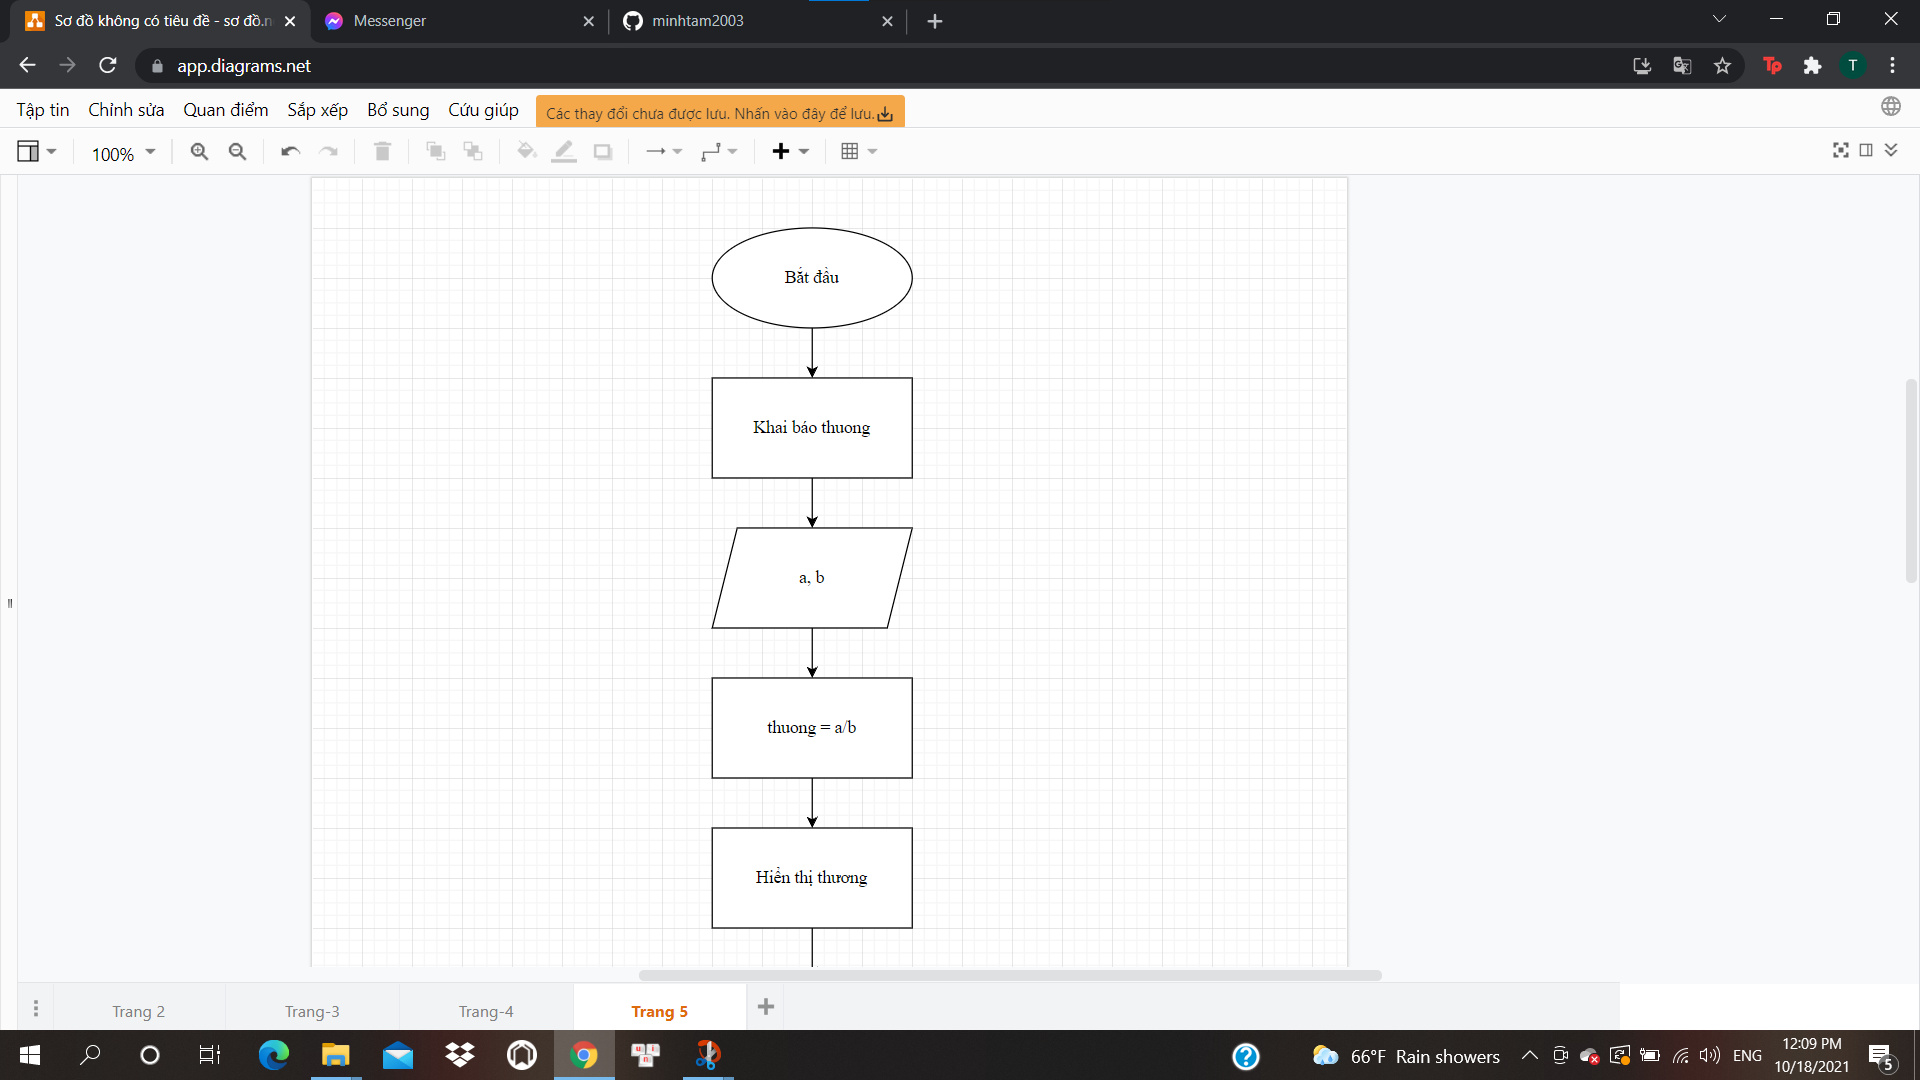 Sơ đồ không có tiêu đề - sơ đồ.n
Messenger
minhtam2003
app.diagrams.net
T
Tập tin Chỉnh sửa Quan điểm Sắp xếp Bổ sung Cứu giúp Các thay đổi chưa được lưu. Nhấn vào đây để lưu.
100%
Bắt đầu
Khai báo thuong
a, b
thuong = a/b
Hiển thị thương
Trang 2 Trang-3 Trang-4 Trang 5
66°F Rain showers
ENG
12:09 PM
10/18/2021
5